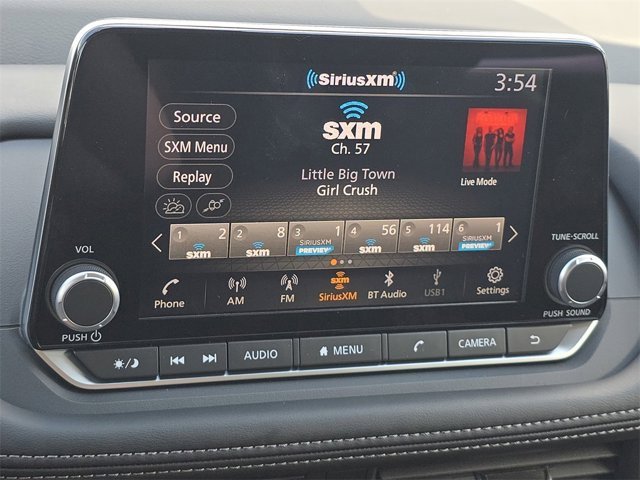 SiriusXM
3:54
Source
sxm
SXM Menu
Ch. 57
Replay
Little Big Town
Girl Crush
Live Mode
1 2 sxm
2 8 sxm
3 1 SIRIUSXM PREVIEW
4 56 sxm
5 114 sxm
6 1 SIRIUSXM PREVIEW
Phone
AM
FM
sxm
SiriusXM
BT Audio
USB1
Settings
VOL
PUSH
TUNE-SCROLL
PUSH SOUND
AUDIO
MENU
CAMERA